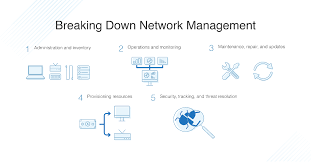 Breaking Down Network Management
1 Administration and inventory
2 Operations and monitoring
3 Maintenance, repair, and updates
4 Provisioning resources
5 Security, tracking, and threat resolution